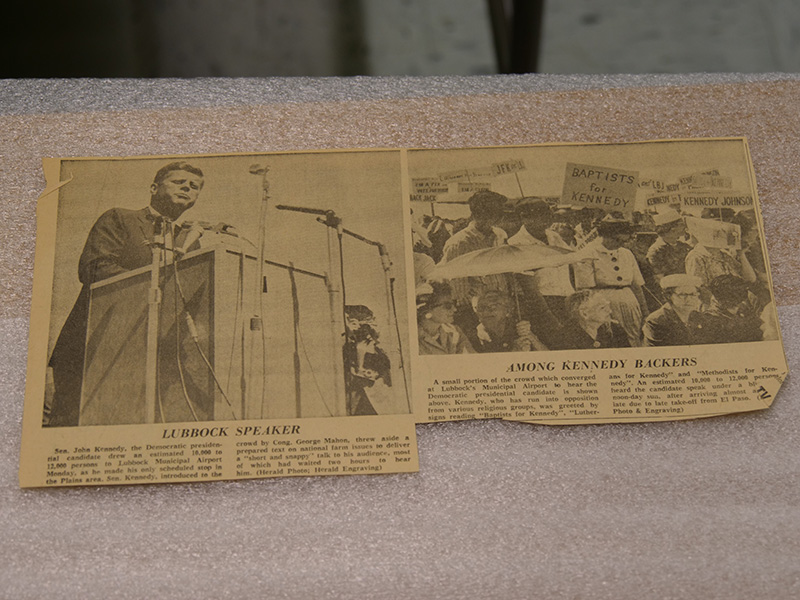 JFK
BAPTISTS
for
KENNEDY
KENNEDY JOHNSON
LUBBOCK SPEAKER
Sen. John Kennedy, the Democratic presiden-
tial candidate drew an estimated 10,000 to
12,000 persons to Lubbock Municipal Airport
Monday, as he made his only scheduled stop in
the Plains area. Sen. Kennedy, introduced to the
crowd by Cong. George Mahon, threw aside a
prepared text on national farm issues to deliver
a "short and snappy" talk to his audience, most
of which had waited two hours to hear
him. (Herald Photo; Herald Engraving)
AMONG KENNEDY BACKERS
A small portion of the crowd which converged
at Lubbock's Municipal Airport to hear the
Democratic presidential candidate is shown
above. Kennedy, who has run into opposition
from various religious groups, was greeted by
signs reading "Baptists for Kennedy", "Luther-
ans for Kennedy" and "Methodists for Ken-
nedy". An estimated 10,000 to 12,000 persons
heard the candidate speak under a
noon-day sun, after arriving almost
late due to late take-off from El Paso.
Photo & Engraving)